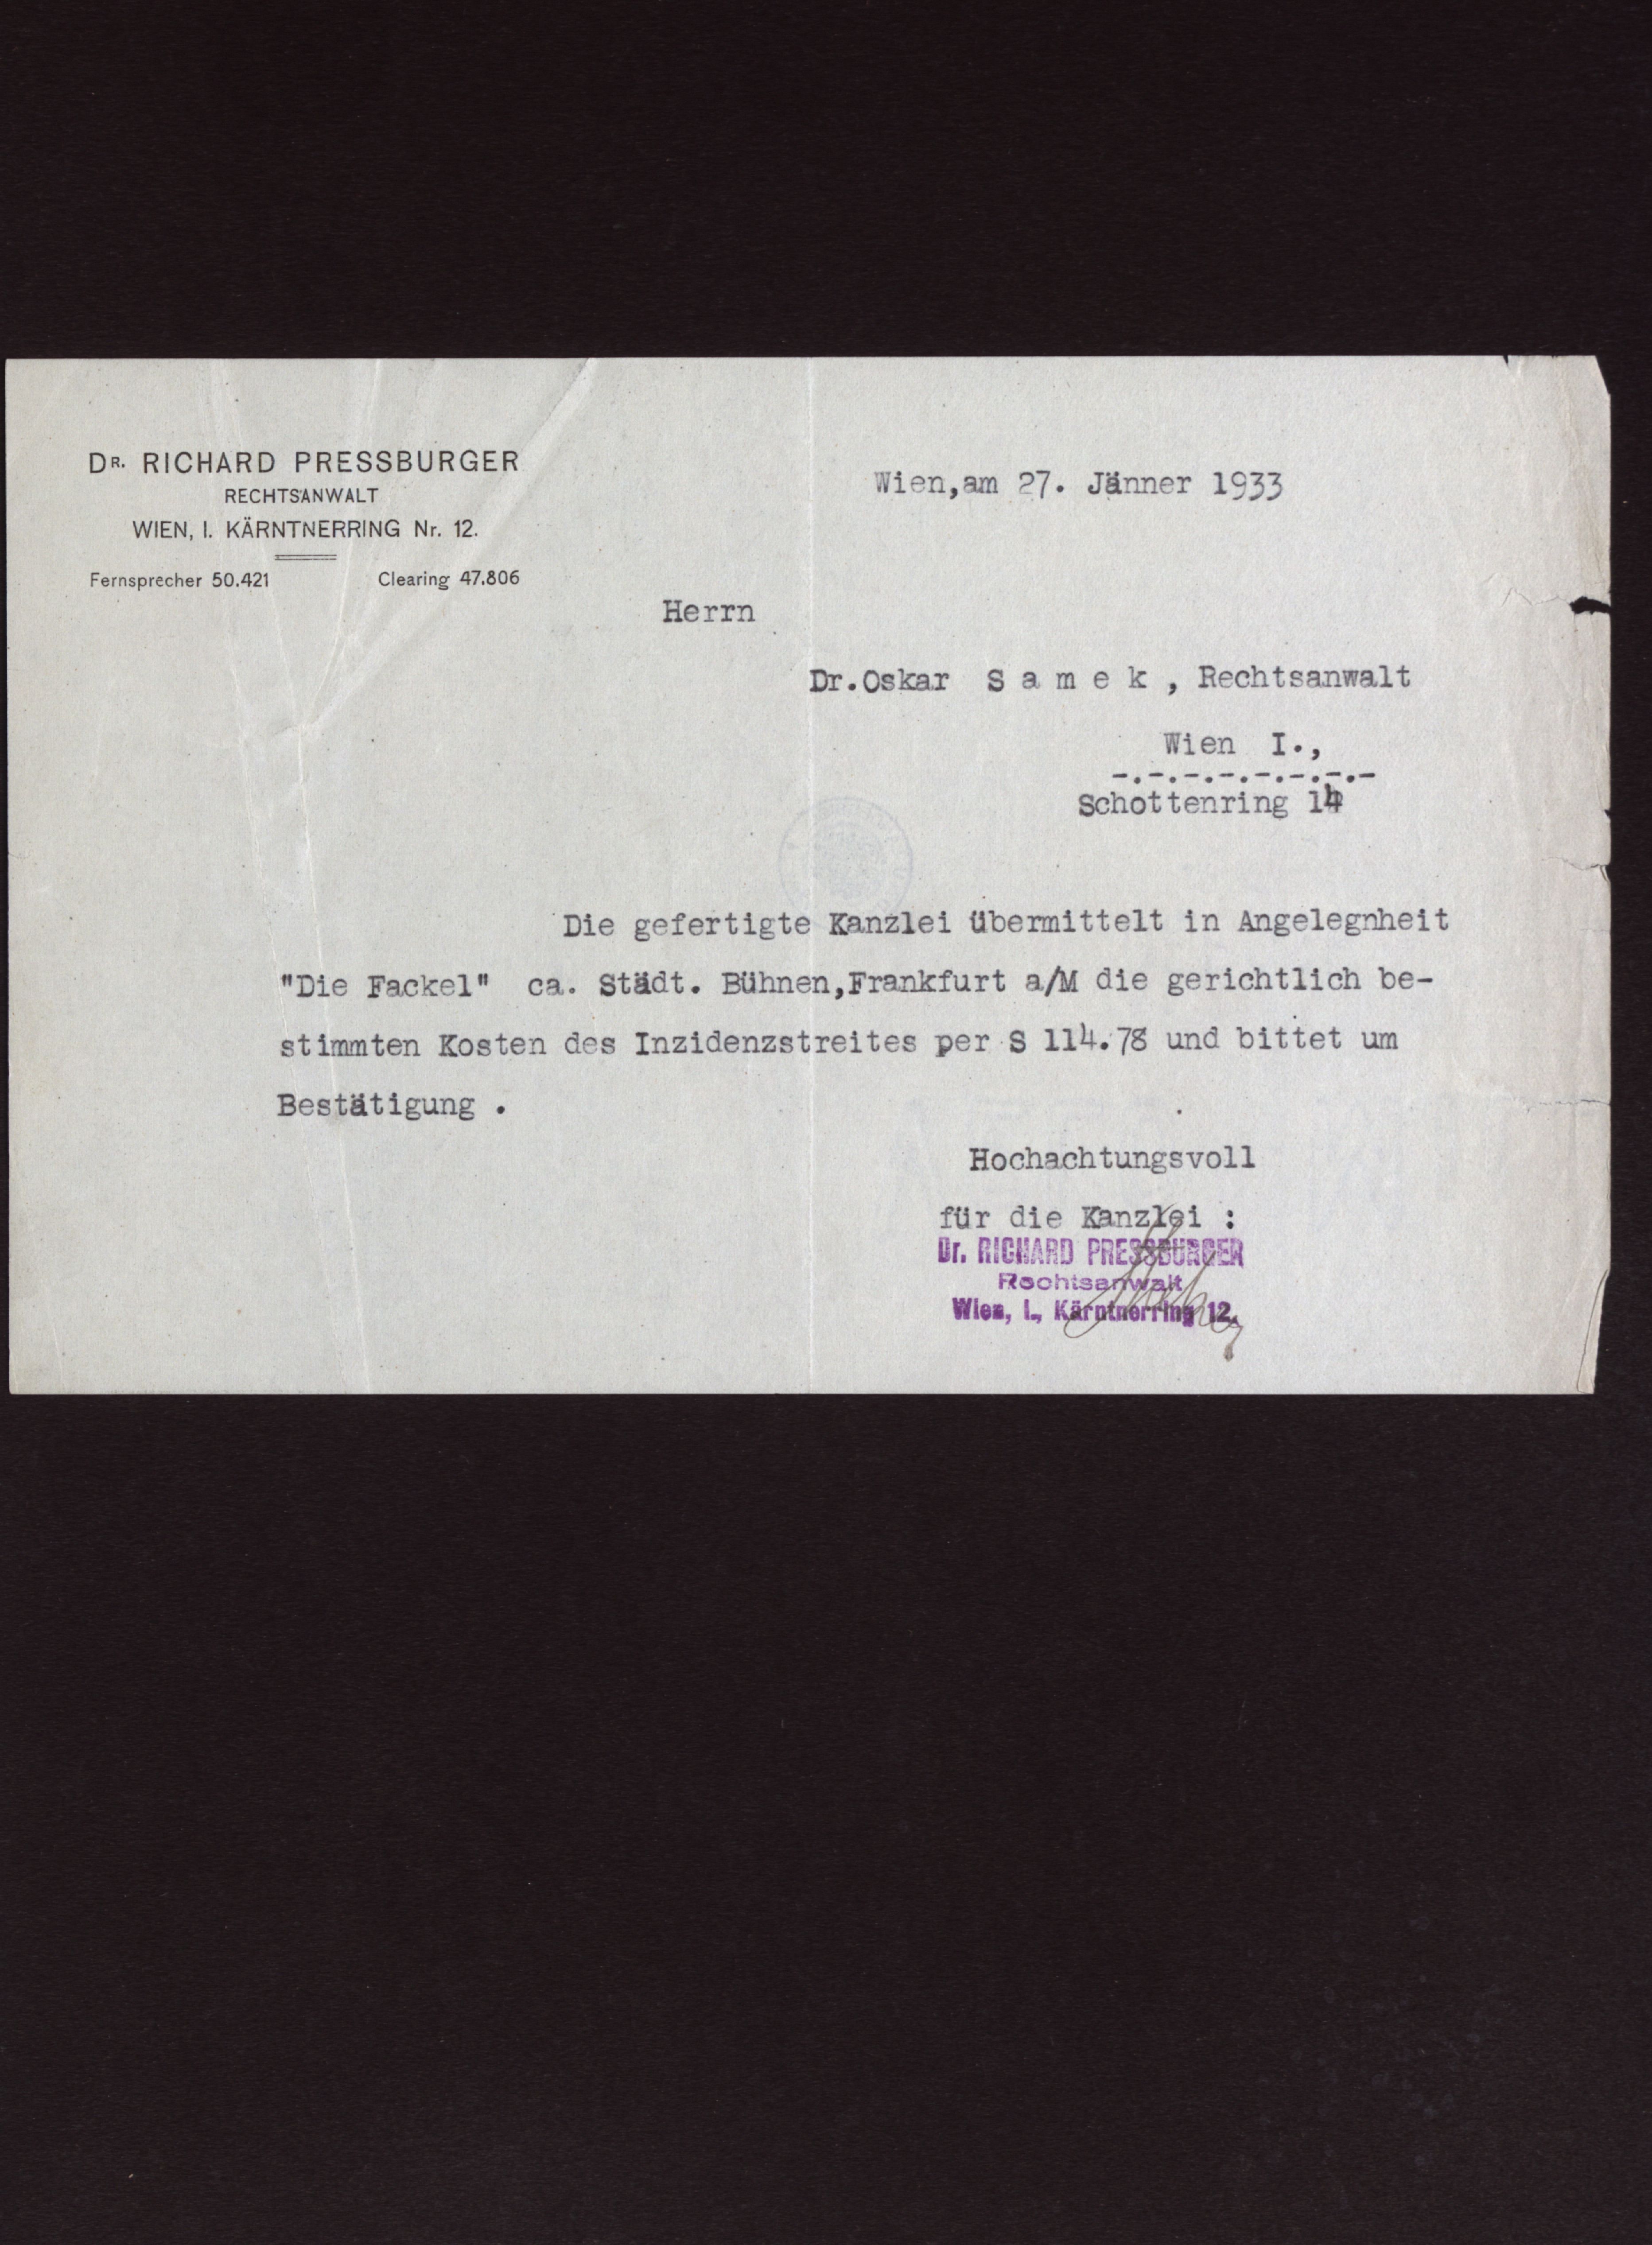 DR. RICHARD PRESSBURGER
RECHTSANWALT
WIEN, I. KÄRNTNERRING Nr. 12.
Fernsprecher 50.421 Clearing 47.806
Wien,am 27. Jänner 1933
Herrn
Dr.Oskar S a m e k , Rechtsanwalt
Wien I.,
-.-.-.-.-.-.-.-
Schottenring 14
Die gefertigte Kanzlei übermittelt in Angelegnheit
"Die Fackel" ca. Städt. Bühnen,Frankfurt a/M die gerichtlich be-
stimmten Kosten des Inzidenzstreites per S 114.78 und bittet um
Bestätigung .
Hochachtungsvoll
für die Kanzlei :
Dr. RICHARD PRESSBURGER
Rechtsanwalt
Wien, I., Kärntnerring 12.